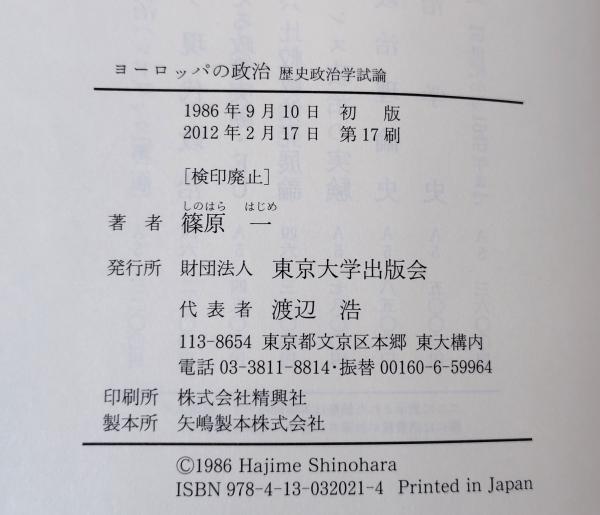 ヨーロッパの政治 歴史政治学試論
1986年9月10日 初 版
2012年2月17日 第17刷
[検印廃止]
しのはら はじめ
著 者 篠原 一
発行所 財団法人 東京大学出版会
代表者 渡辺 浩
113-8654 東京都文京区本郷 東大構内
電話 03-3811-8814・振替 00160-6-59964
印刷所 株式会社精興社
製本所 矢嶋製本株式会社
©1986 Hajime Shinohara
ISBN 978-4-13-032021-4 Printed in Japan